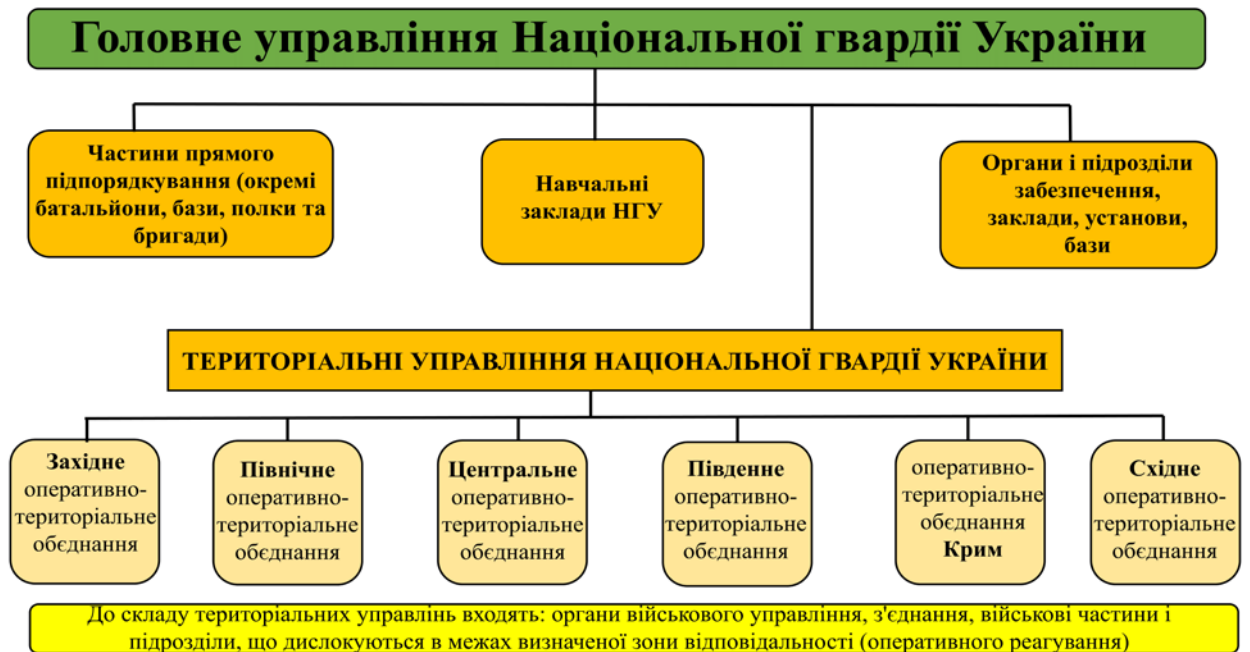 Головне управління Національної гвардії України
Частини прямого
підпорядкування (окремі
батальйони, бази, полки та
бригади)
Навчальні
заклади НГУ
Органи і підрозділи
забезпечення,
заклади, установи,
бази
ТЕРИТОРІАЛЬНІ УПРАВЛІННЯ НАЦІОНАЛЬНОЇ ГВАРДІЇ УКРАЇНИ
Західне
оперативно-
територіальне
обєднання
Північне
оперативно-
територіальне
обєднання
Центральне
оперативно-
територіальне
обєднання
Південне
оперативно-
територіальне
обєднання
оперативно-
територіальне
обєднання
Крим
Східне
оперативно-
територіальне
обєднання
До складу територіальних управлінь входять: органи військового управління, з'єднання, військові частини і
підрозділи, що дислокуються в межах визначеної зони відповідальності (оперативного реагування)